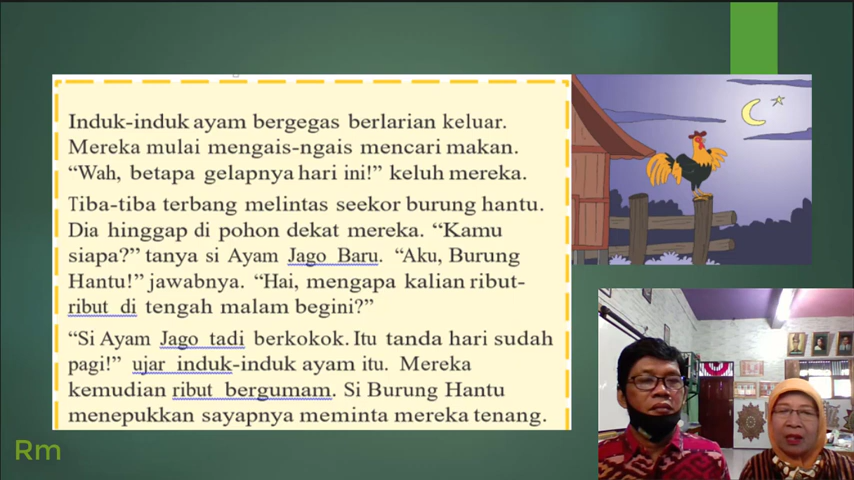 Induk-induk ayam bergegas berlarian keluar.
Mereka mulai mengais-ngais mencari makan.
“Wah, betapa gelapnya hari ini!” keluh mereka.
Tiba-tiba terbang melintas seekor burung hantu.
Dia hinggap di pohon dekat mereka. “Kamu
siapa?” tanya si Ayam Jago Baru. “Aku, Burung
Hantu!” jawabnya. “Hai, mengapa kalian ribut-
ribut di tengah malam begini?”
“Si Ayam Jago tadi berkokok. Itu tanda hari sudah
pagi!” ujar induk-induk ayam itu. Mereka
kemudian ribut bergumam. Si Burung Hantu
menepukkan sayapnya meminta mereka tenang.
Rm